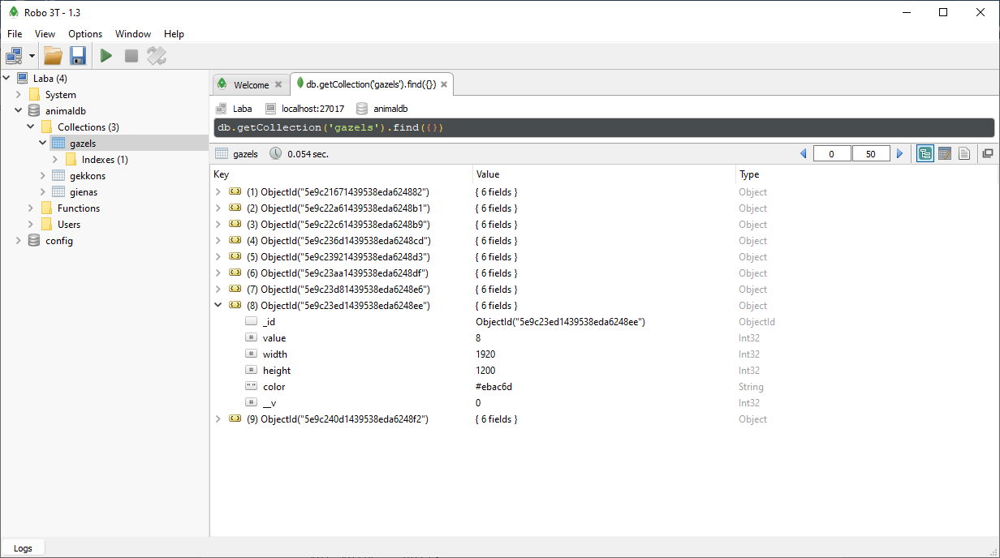 Robo 3T - 1.3
File View Options Window Help
Laba (4)
System
animaldb
Collections (3)
gazels
Indexes (1)
gekkons
gienas
Functions
Users
config
Welcome
db.getCollection('gazels').find({})
Laba localhost:27017 animaldb
db.getCollection('gazels').find({})
gazels 0.054 sec. 0 50
Key Value Type
(1) ObjectId("5e9c21671439538eda624882") { 6 fields } Object
(2) ObjectId("5e9c22a61439538eda6248b1") { 6 fields } Object
(3) ObjectId("5e9c22c61439538eda6248b9") { 6 fields } Object
(4) ObjectId("5e9c236d1439538eda6248cd") { 6 fields } Object
(5) ObjectId("5e9c23921439538eda6248d3") { 6 fields } Object
(6) ObjectId("5e9c23aa1439538eda6248df") { 6 fields } Object
(7) ObjectId("5e9c23d81439538eda6248e6") { 6 fields } Object
(8) ObjectId("5e9c23ed1439538eda6248ee") { 6 fields } Object
_id ObjectId("5e9c23ed1439538eda6248ee") ObjectId
value 8 Int32
width 1920 Int32
height 1200 Int32
color #ebac6d String
__v 0 Int32
(9) ObjectId("5e9c240d1439538eda6248f2") { 6 fields } Object
Logs